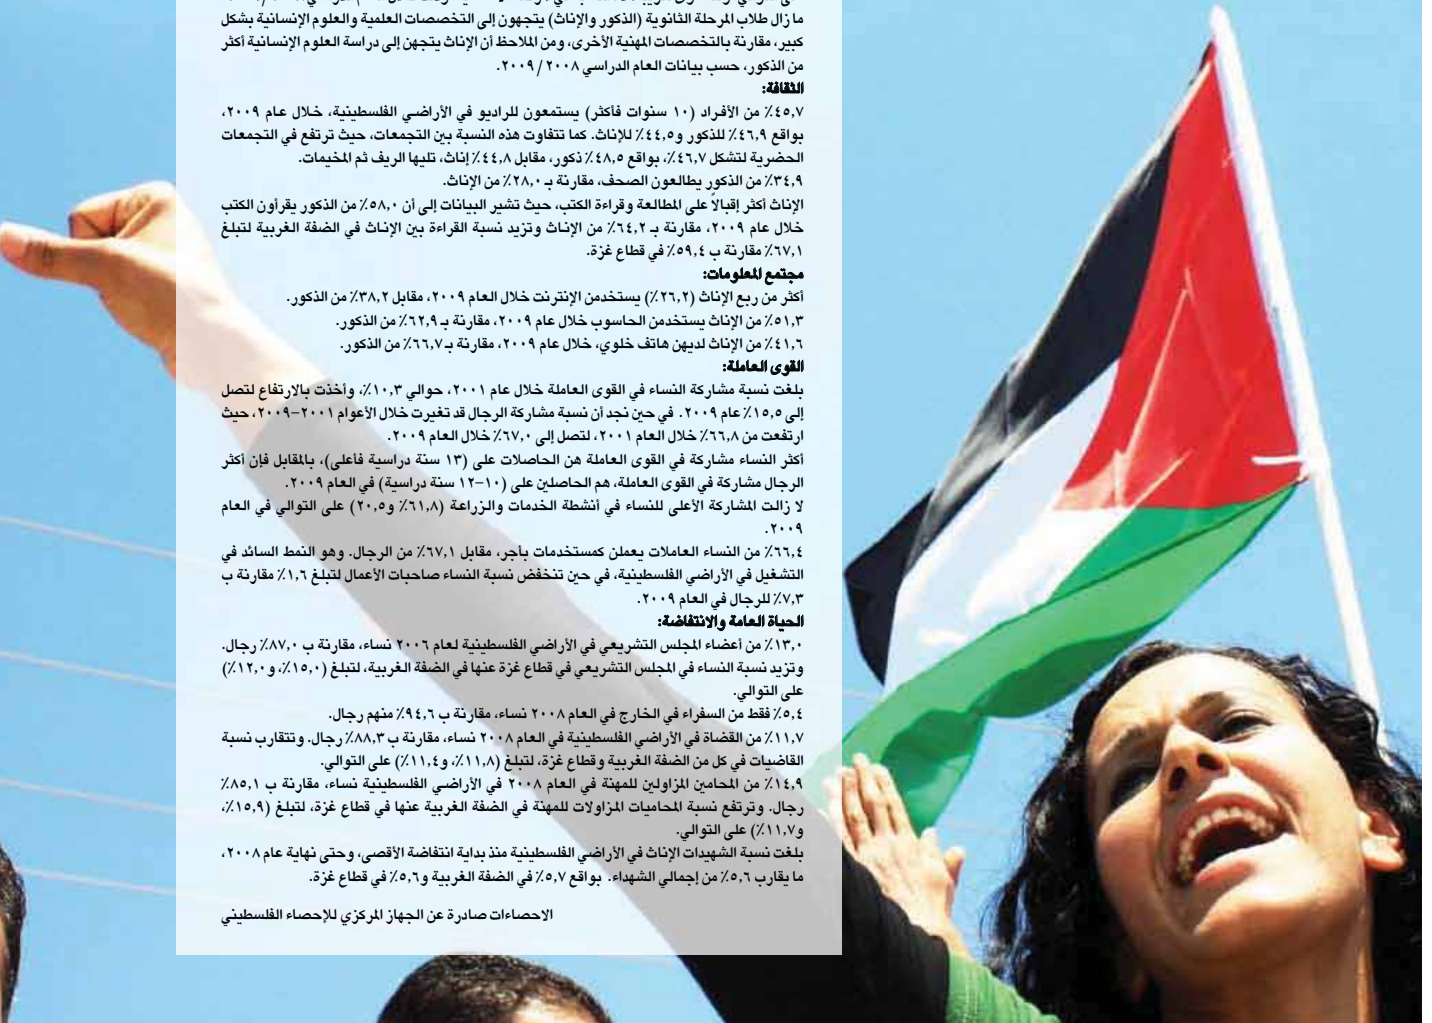 ما زال طلاب المرحلة الثانوية (الذكور والإناث) يتجهون إلى التخصصات العلمية والعلوم الإنسانية بشكل
كبير، مقارنة بالتخصصات المهنية الأخرى، ومن الملاحظ أن الإناث يتجهن إلى دراسة العلوم الإنسانية أكثر
من الذكور، حسب بيانات العام الدراسي ٢٠٠٨ / ٢٠٠٩.
الثقافة:
٤٥,٧٪ من الأفراد (١٠ سنوات فأكثر) يستمعون للراديو في الأراضي الفلسطينية، خلال عام ٢٠٠٩،
بواقع ٤٦,٩٪ للذكور و٤٤,٥٪ للإناث. كما تتفاوت هذه النسبة بين التجمعات، حيث ترتفع في التجمعات
الحضرية لتشكل ٤٦,٧٪، بواقع ٤٨,٥٪ ذكور، مقابل ٤٤,٨٪ إناث، تليها الريف ثم المخيمات.
٣٤,٩٪ من الذكور يطالعون الصحف، مقارنة بـ ٢٨,٠٪ من الإناث.
الإناث أكثر إقبالاً على المطالعة وقراءة الكتب، حيث تشير البيانات إلى أن ٥٨,٠٪ من الذكور يقرأون الكتب
خلال عام ٢٠٠٩، مقارنة بـ ٦٤,٢٪ من الإناث وتزيد نسبة القراءة بين الإناث في الضفة الغربية لتبلغ
٦٧,١٪ مقارنة ب ٥٩,٤٪ في قطاع غزة.
مجتمع المعلومات:
أكثر من ربع الإناث (٢٦,٢٪) يستخدمن الإنترنت خلال العام ٢٠٠٩، مقابل ٣٨,٢٪ من الذكور.
٥١,٣٪ من الإناث يستخدمن الحاسوب خلال عام ٢٠٠٩، مقارنة بـ ٦٢,٩٪ من الذكور.
٤١,٦٪ من الإناث لديهن هاتف خلوي، خلال عام ٢٠٠٩، مقارنة بـ ٦٦,٧٪ من الذكور.
القوى العاملة:
بلغت نسبة مشاركة النساء في القوى العاملة خلال عام ٢٠٠١، حوالي ١٠,٣٪، وأخذت بالارتفاع لتصل
إلى ١٥,٥٪ عام ٢٠٠٩. في حين نجد أن نسبة مشاركة الرجال قد تغيرت خلال الأعوام ٢٠٠١-٢٠٠٩، حيث
ارتفعت من ٦٦,٨٪ خلال العام ٢٠٠١، لتصل إلى ٦٧,٠٪ خلال العام ٢٠٠٩.
أكثر النساء مشاركة في القوى العاملة هن الحاصلات على (١٣ سنة دراسية فأعلى)، بالمقابل فإن أكثر
الرجال مشاركة في القوى العاملة، هم الحاصلين على (١٠-١٢ سنة دراسية) في العام ٢٠٠٩.
لا زالت المشاركة الأعلى للنساء في أنشطة الخدمات والزراعة (٦١,٨٪ و٢٠,٥) على التوالي في العام
٢٠٠٩.
٦٦,٤٪ من النساء العاملات يعملن كمستخدمات بأجر، مقابل ٦٧,١٪ من الرجال. وهو النمط السائد في
التشغيل في الأراضي الفلسطينية، في حين تنخفض نسبة النساء صاحبات الأعمال لتبلغ ١,٦٪ مقارنة ب
٧,٣٪ للرجال في العام ٢٠٠٩.
الحياة العامة والانتفاضة:
١٣,٠٪ من أعضاء المجلس التشريعي في الأراضي الفلسطينية لعام ٢٠٠٦ نساء، مقارنة ب ٨٧,٠٪ رجال.
وتزيد نسبة النساء في المجلس التشريعي في قطاع غزة عنها في الضفة الغربية، لتبلغ (١٥,٠٪، و١٢,٠٪)
على التوالي.
٥,٤٪ فقط من السفراء في الخارج في العام ٢٠٠٨ نساء، مقارنة ب ٩٤,٦٪ منهم رجال.
١١,٧٪ من القضاة في الأراضي الفلسطينية في العام ٢٠٠٨ نساء، مقارنة ب ٨٨,٣٪ رجال. وتتقارب نسبة
القاضيات في كل من الضفة الغربية وقطاع غزة، لتبلغ (١١,٨٪، و١١,٤٪) على التوالي.
١٤,٩٪ من المحامين المزاولين للمهنة في العام ٢٠٠٨ في الأراضي الفلسطينية نساء، مقارنة ب ٨٥,١٪
رجال. وترتفع نسبة المحاميات المزاولات للمهنة في الضفة الغربية عنها في قطاع غزة، لتبلغ (١٥,٩٪،
و١١,٧٪) على التوالي.
بلغت نسبة الشهيدات الإناث في الأراضي الفلسطينية منذ بداية انتفاضة الأقصى، وحتى نهاية عام ٢٠٠٨،
ما يقارب ٥,٦٪ من إجمالي الشهداء. بواقع ٥,٧٪ في الضفة الغربية و٥,٦٪ في قطاع غزة.
الاحصاءات صادرة عن الجهاز المركزي للإحصاء الفلسطيني